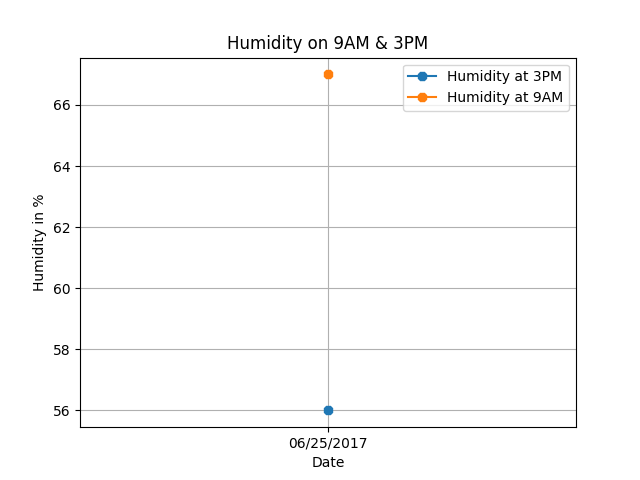 Humidity on 9AM & 3PM
Humidity at 3PM
Humidity at 9AM
66
64
62
60
58
56
Humidity in %
06/25/2017
Date